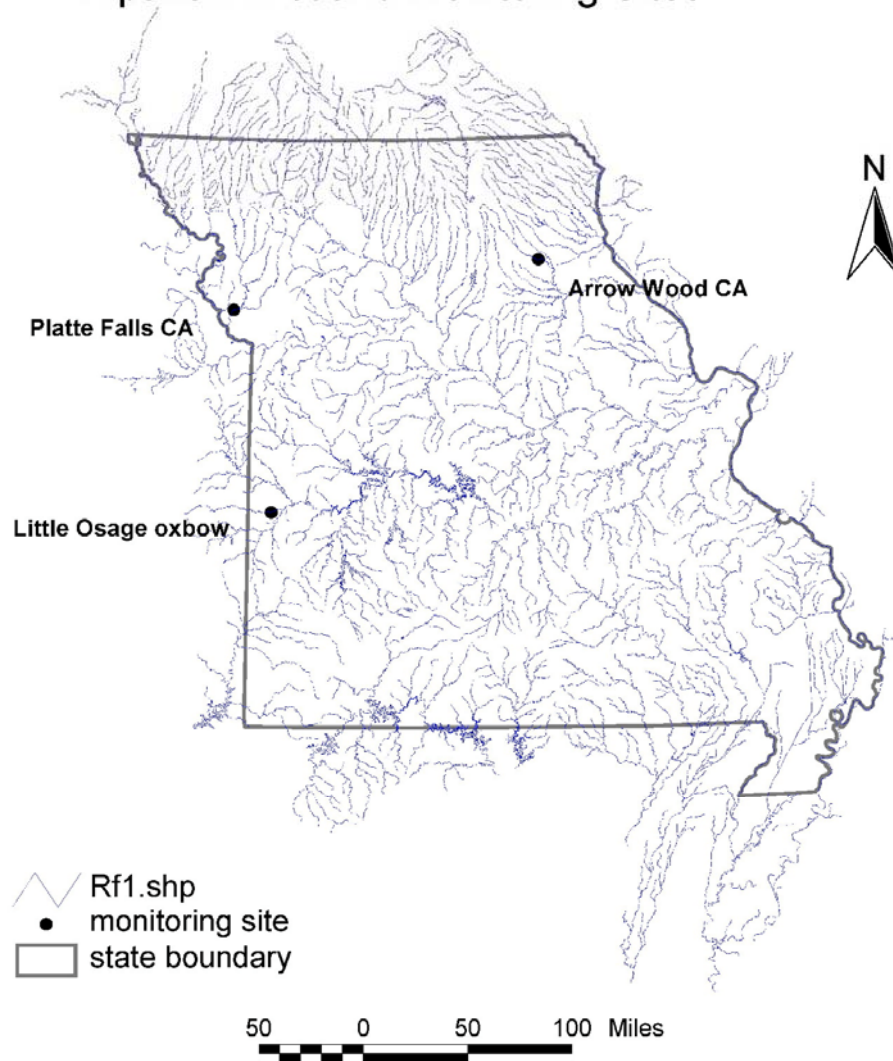 N
Arrow Wood CA
Platte Falls CA
Little Osage oxbow
Rf1.shp
monitoring site
state boundary
50 0 50 100 Miles